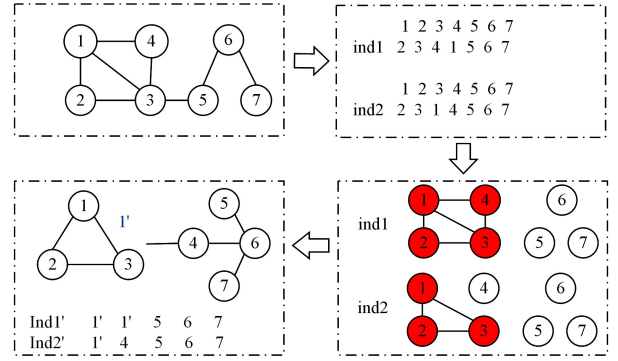 1 4 6
2 3 5 7
1 2 3 4 5 6 7
ind1 2 3 4 1 5 6 7
1 2 3 4 5 6 7
ind2 2 3 1 4 5 6 7
1 1' 5
2 3 4 6
7
Ind1' 1' 1' 5 6 7
Ind2' 1' 4 5 6 7
ind1 1 4 6
2 3 5 7
ind2 1 4 6
2 3 5 7